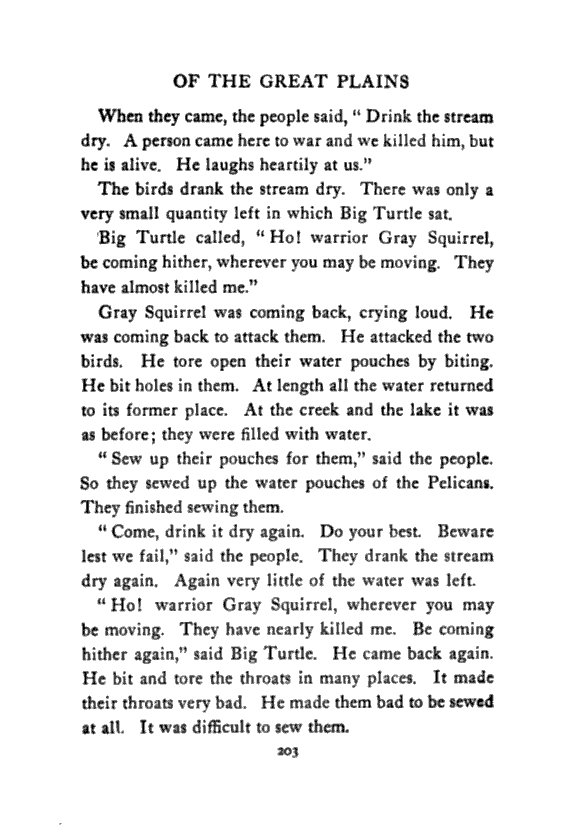 OF THE GREAT PLAINS
When they came, the people said, “ Drink the stream
dry. A person came here to war and we killed him, but
he is alive. He laughs heartily at us.”
The birds drank the stream dry. There was only a
very small quantity left in which Big Turtle sat.
Big Turtle called, “ Ho! warrior Gray Squirrel,
be coming hither, wherever you may be moving. They
have almost killed me.”
Gray Squirrel was coming back, crying loud. He
was coming back to attack them. He attacked the two
birds. He tore open their water pouches by biting.
He bit holes in them. At length all the water returned
to its former place. At the creek and the lake it was
as before; they were filled with water.
“ Sew up their pouches for them,” said the people.
So they sewed up the water pouches of the Pelicans.
They finished sewing them.
“ Come, drink it dry again. Do your best. Beware
lest we fail,” said the people. They drank the stream
dry again. Again very little of the water was left.
“ Ho! warrior Gray Squirrel, wherever you may
be moving. They have nearly killed me. Be coming
hither again,” said Big Turtle. He came back again.
He bit and tore the throats in many places. It made
their throats very bad. He made them bad to be sewed
at all. It was difficult to sew them.
203